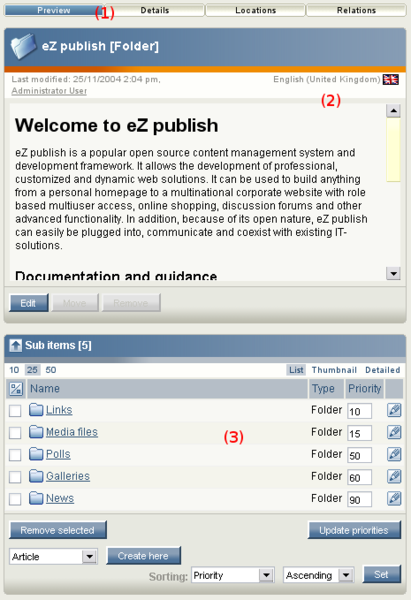 Preview (1) Details Locations Relations
eZ publish [Folder]
Last modified: 25/11/2004 2:04 pm, English (United Kingdom)
Administrator User
(2)
Welcome to eZ publish
eZ publish is a popular open source content management system and
development framework. It allows the development of professional,
customized and dynamic web solutions. It can be used to build anything
from a personal homepage to a multinational corporate website with role
based multiuser access, online shopping, discussion forums and other
advanced functionality. In addition, because of its open nature, eZ publish
can easily be plugged into, communicate and coexist with existing IT-
solutions.
Documentation and guidance
Edit Move Remove
Sub items [5]
10 25 50 List Thumbnail Detailed
Name Type Priority
Links Folder 10
Media files Folder 15
(3)
Polls Folder 50
Galleries Folder 60
News Folder 90
Remove selected Update priorities
Article Create here
Sorting: Priority Ascending Set